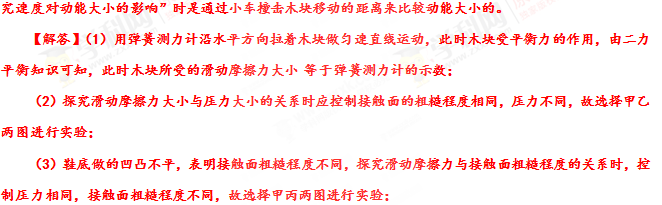 究速度对动能大小的影响”时是通过小车撞击木块移动的距离来比较动能大小的。
【解答】(1) 用弹簧测力计沿水平方向拉着木块做匀速直线运动，此时木块受平衡力的作用，由二力
平衡知识可知，此时木块所受的滑动摩擦力大小 等于弹簧测力计的示数；
(2) 探究滑动摩擦力大小与压力大小的关系时应控制接触面的粗糙程度相同，压力不同，故选择甲乙
两图进行实验；
(3) 鞋底做的凹凸不平，表明接触面粗糙程度不同，探究滑动摩擦力与接触面粗糙程度的关系时，控
制压力相同，接触面粗糙程度不同，故选择甲丙两图进行实验；